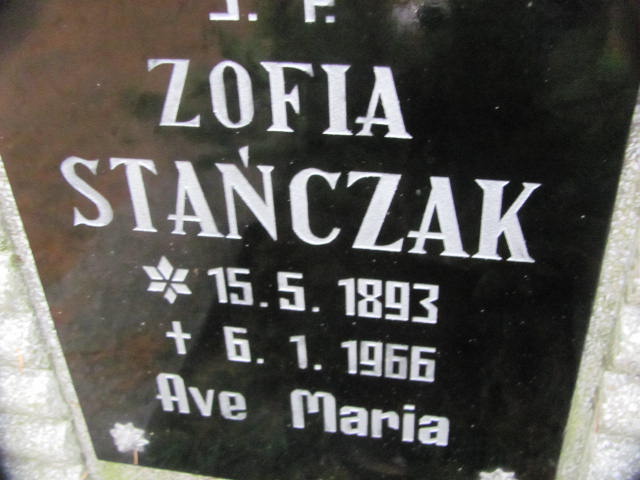 Ś. P.
ZOFIA
STAŃCZAK
* 15. 5. 1893
† 6. 1. 1966
Ave Maria